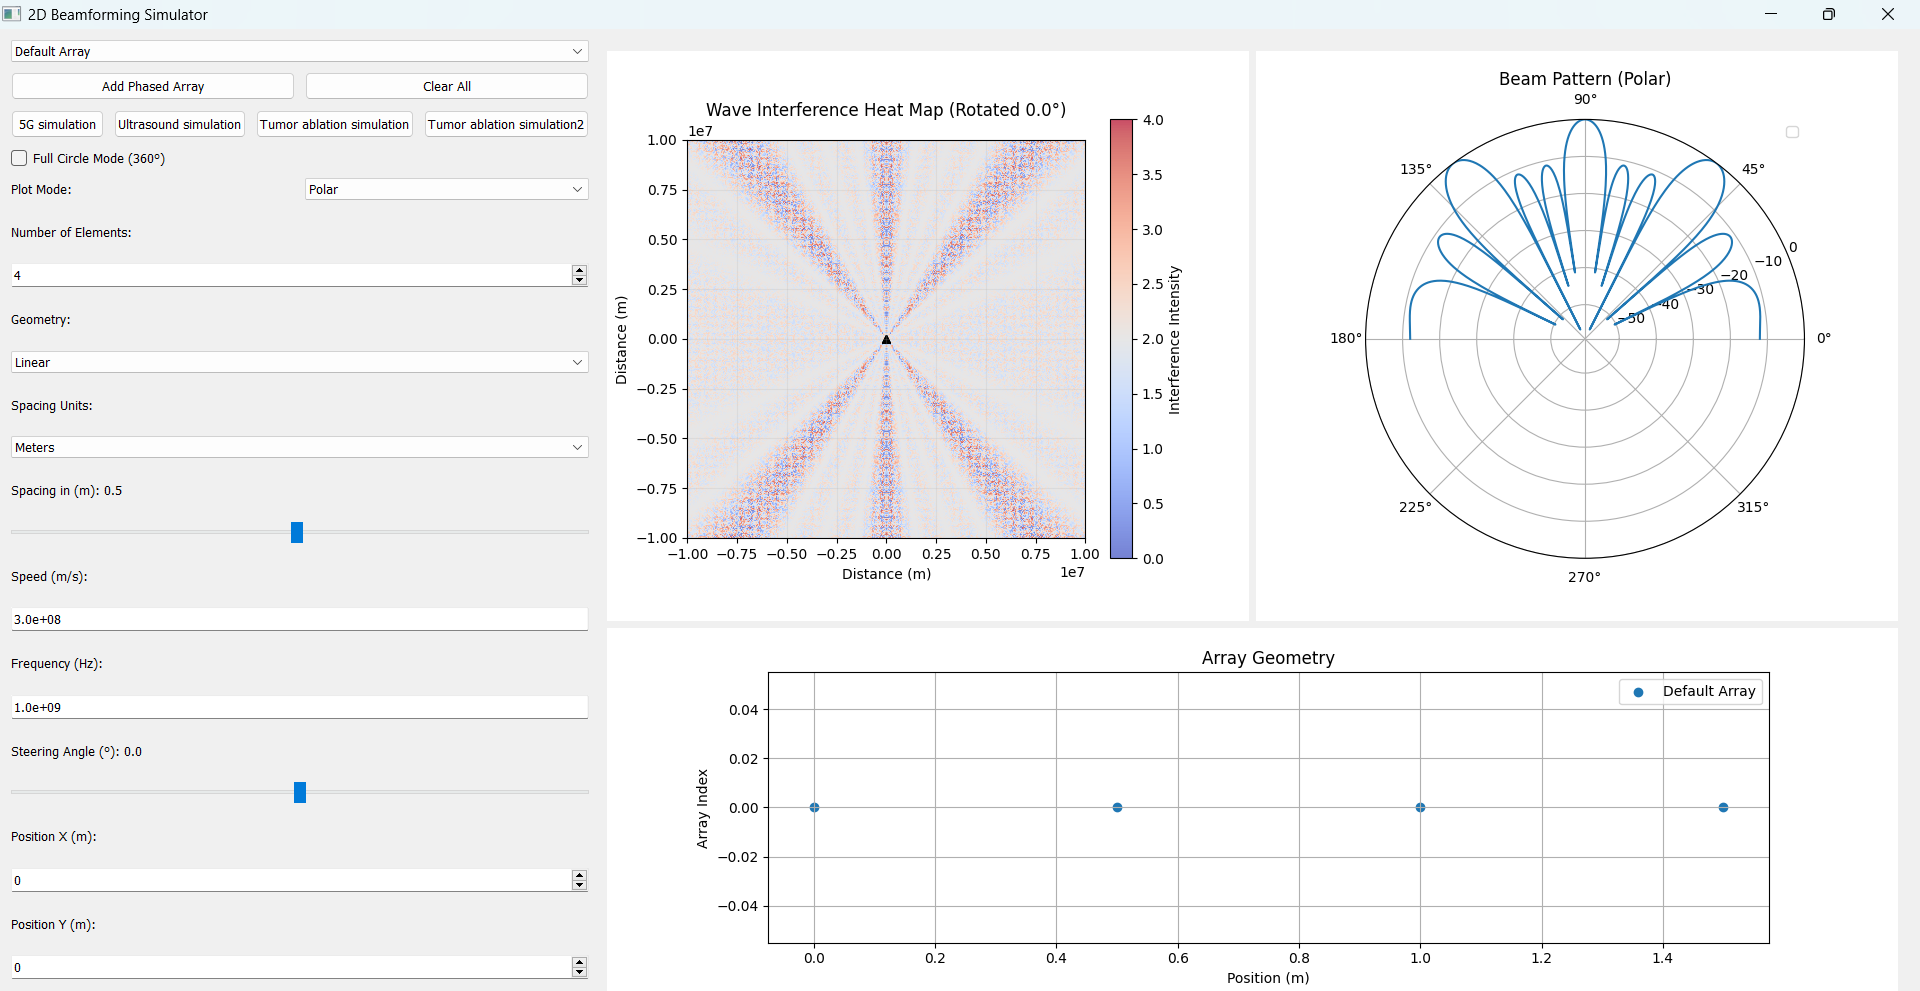 2D Beamforming Simulator
Default Array
Add Phased Array
Clear All
5G simulation
Ultrasound simulation
Tumor ablation simulation
Tumor ablation simulation2
Full Circle Mode (360°)
Plot Mode:
Polar
Number of Elements:
4
Geometry:
Linear
Spacing Units:
Meters
Spacing in (m): 0.5
Speed (m/s):
3.0e+08
Frequency (Hz):
1.0e+09
Steering Angle (°): 0.0
Position X (m):
0
Position Y (m):
0
Wave Interference Heat Map (Rotated 0.0°)
1e7
1.00
0.75
0.50
0.25
0.00
−0.25
−0.50
−0.75
−1.00
Distance (m)
−1.00 −0.75 −0.50 −0.25 0.00 0.25 0.50 0.75 1.00
1e7
Distance (m)
4.0
3.5
3.0
2.5
2.0
1.5
1.0
0.5
0.0
Interference Intensity
Beam Pattern (Polar)
90°
135°
45°
0
−10
−20
−30
−40
−50
180°
0°
225°
315°
270°
Array Geometry
Default Array
0.04
0.02
0.00
−0.02
−0.04
Array Index
0.0 0.2 0.4 0.6 0.8 1.0 1.2 1.4
Position (m)